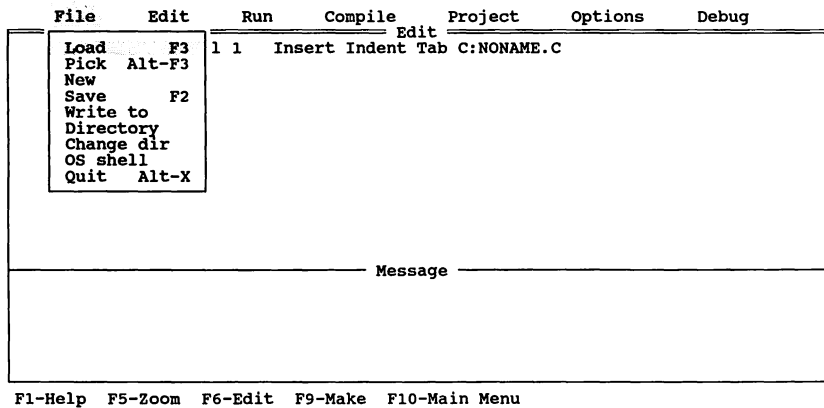 File Edit Run Compile Project Options Debug
Edit
Load F3 l 1 Insert Indent Tab C:NONAME.C
Pick Alt-F3
New
Save F2
Write to
Directory
Change dir
OS shell
Quit Alt-X
Message
F1-Help F5-Zoom F6-Edit F9-Make F10-Main Menu